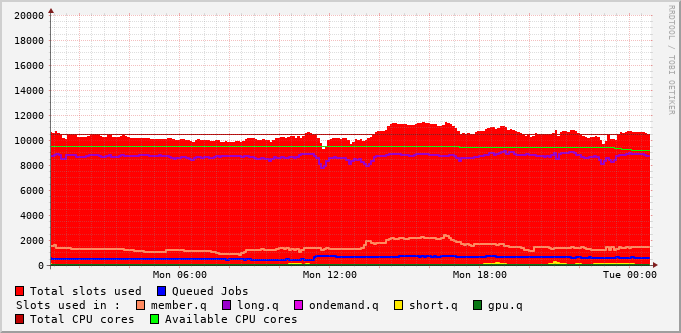 RRDTOOL / TOBI OETIKER
20000
18000
16000
14000
12000
10000
8000
6000
4000
2000
0
Mon 06:00 Mon 12:00 Mon 18:00 Tue 00:00
Total slots used Queued Jobs
Slots used in : member.q long.q ondemand.q short.q gpu.q
Total CPU cores Available CPU cores